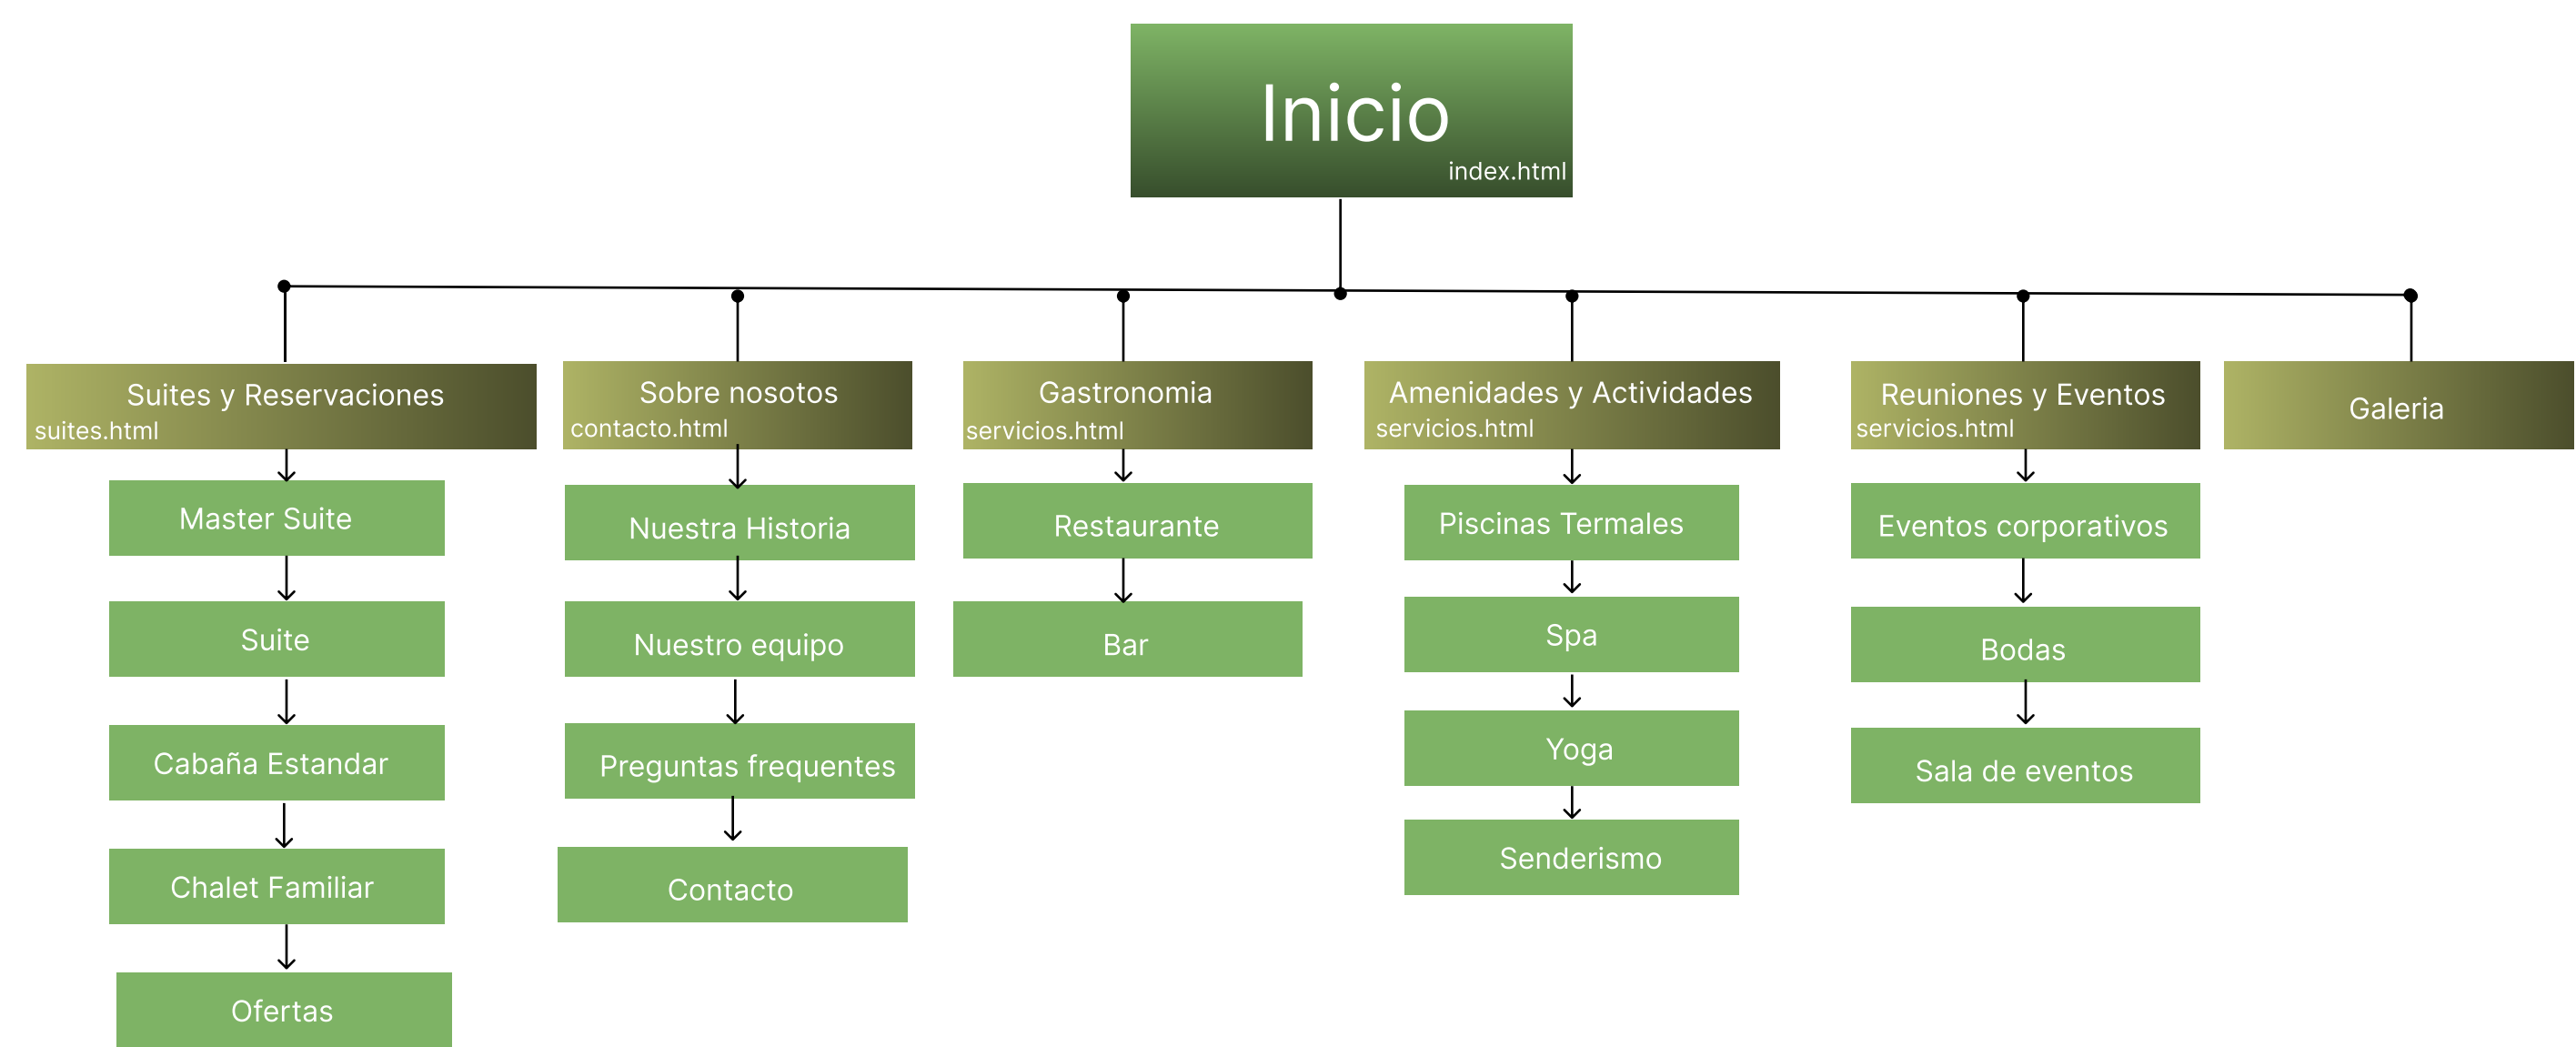 Inicio
index.html
Suites y Reservaciones
suites.html
Master Suite
Suite
Cabaña Estandar
Chalet Familiar
Ofertas
Sobre nosotos
contacto.html
Nuestra Historia
Nuestro equipo
Preguntas frequentes
Contacto
Gastronomia
servicios.html
Restaurante
Bar
Amenidades y Actividades
servicios.html
Piscinas Termales
Spa
Yoga
Senderismo
Reuniones y Eventos
servicios.html
Eventos corporativos
Bodas
Sala de eventos
Galeria